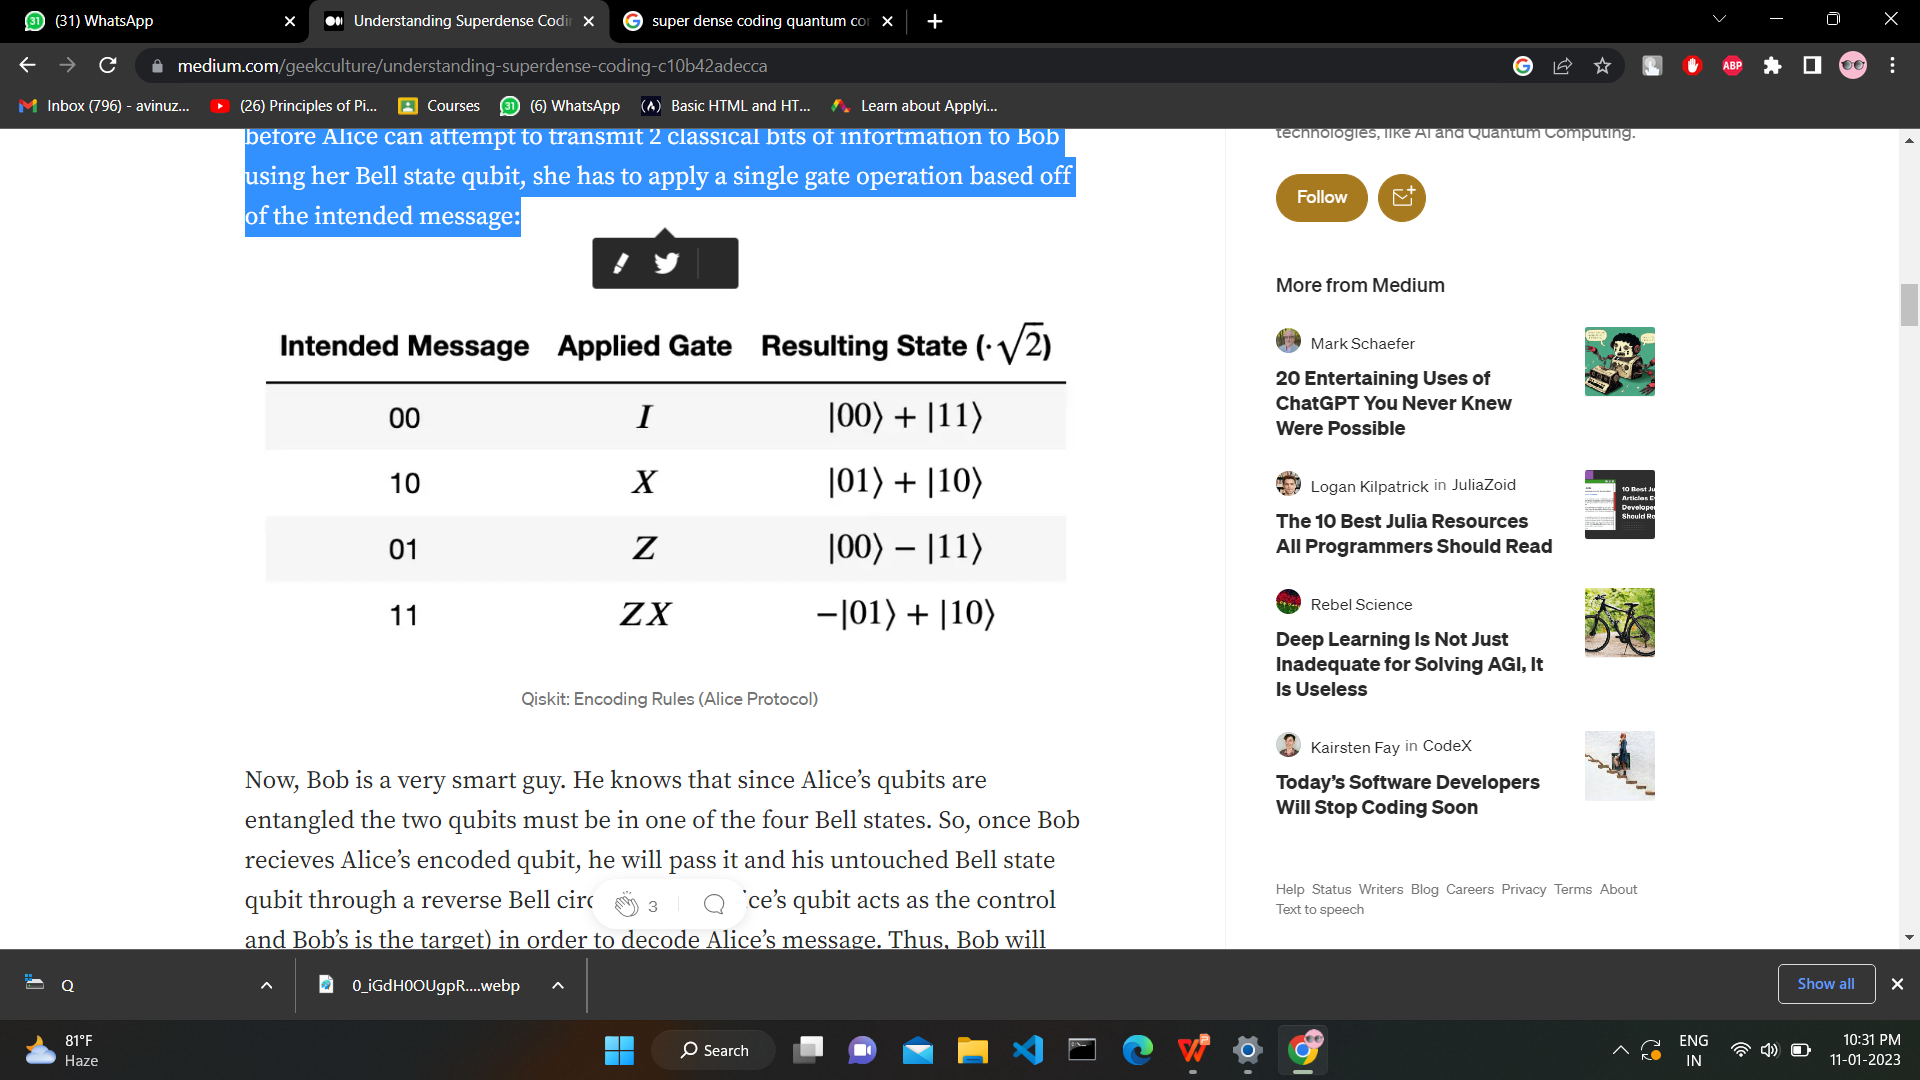 (31) WhatsApp
Understanding Superdense Codi
super dense coding quantum co
medium.com/geekculture/understanding-superdense-coding-c10b42adecca
ABP
Inbox (796) - avinuz...
(26) Principles of Pi...
Courses
(6) WhatsApp
Basic HTML and HT...
Learn about Applyi...
before Alice can attempt to transmit 2 classical bits of infortmation to Bob
using her Bell state qubit, she has to apply a single gate operation based off
of the intended message:
Intended Message Applied Gate Resulting State (·√2)
00 I |00⟩ + |11⟩
10 X |01⟩ + |10⟩
01 Z |00⟩ − |11⟩
11 ZX −|01⟩ + |10⟩
Qiskit: Encoding Rules (Alice Protocol)
Now, Bob is a very smart guy. He knows that since Alice’s qubits are
entangled the two qubits must be in one of the four Bell states. So, once Bob
recieves Alice’s encoded qubit, he will pass it and his untouched Bell state
qubit through a reverse Bell circ ce’s qubit acts as the control
and Bob’s is the target) in order to decode Alice’s message. Thus, Bob will
3
technologies, like AI and Quantum Computing.
Follow
More from Medium
Mark Schaefer
20 Entertaining Uses of
ChatGPT You Never Knew
Were Possible
Logan Kilpatrick in JuliaZoid
The 10 Best Julia Resources
All Programmers Should Read
Rebel Science
Deep Learning Is Not Just
Inadequate for Solving AGI, It
Is Useless
Kairsten Fay in CodeX
Today’s Software Developers
Will Stop Coding Soon
Help Status Writers Blog Careers Privacy Terms About
Text to speech
Q
0_iGdH0OUgpR....webp
Show all
81°F
Haze
Search
ENG
IN
10:31 PM
11-01-2023